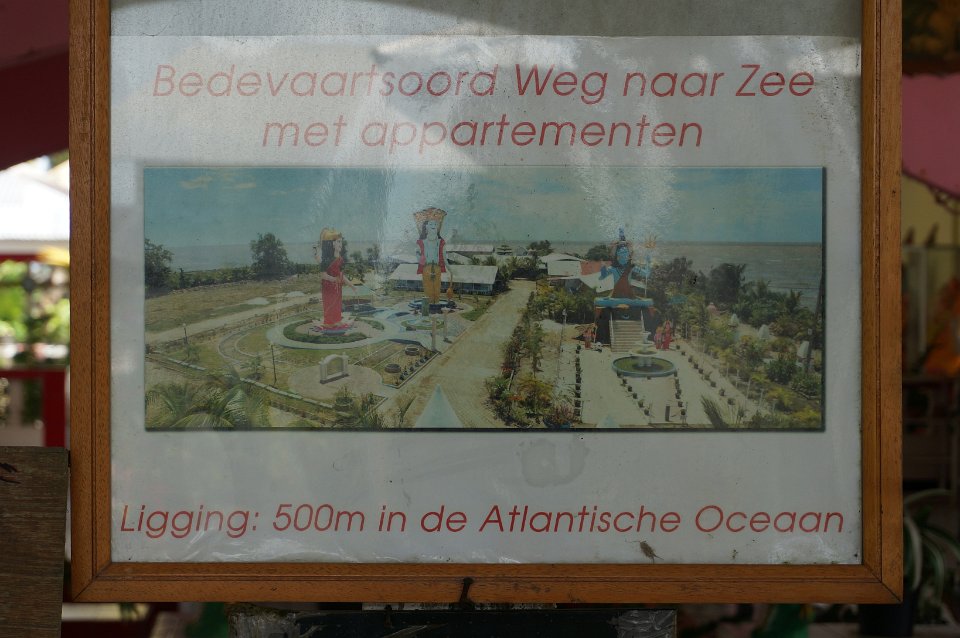 Bedevaartsoord Weg naar Zee
met appartementen
Ligging: 500m in de Atlantische Oceaan